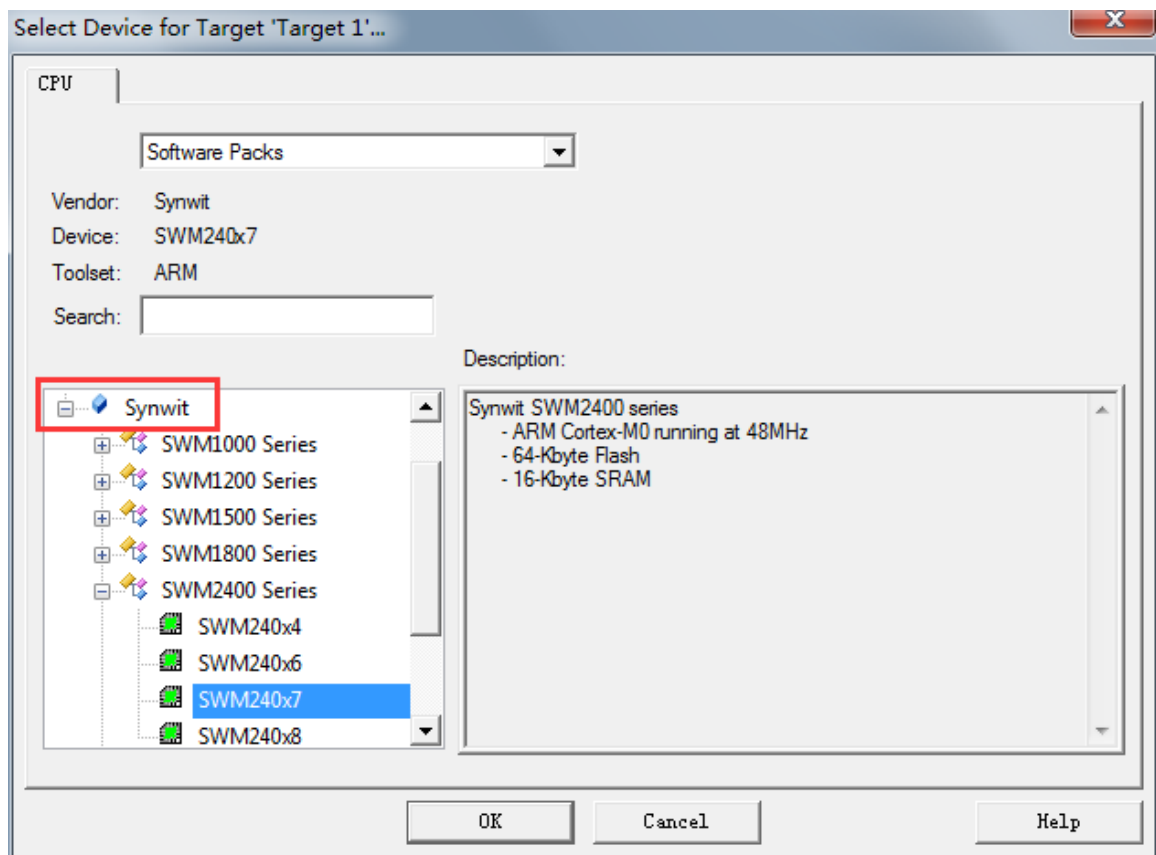 Select Device for Target 'Target 1'...
CPU
Software Packs
Vendor: Synwit
Device: SWM240x7
Toolset: ARM
Search:
Description:
Synwit
SWM1000 Series
SWM1200 Series
SWM1500 Series
SWM1800 Series
SWM2400 Series
SWM240x4
SWM240x6
SWM240x7
SWM240x8
Synwit SWM2400 series
- ARM Cortex-M0 running at 48MHz
- 64-Kbyte Flash
- 16-Kbyte SRAM
OK Cancel Help